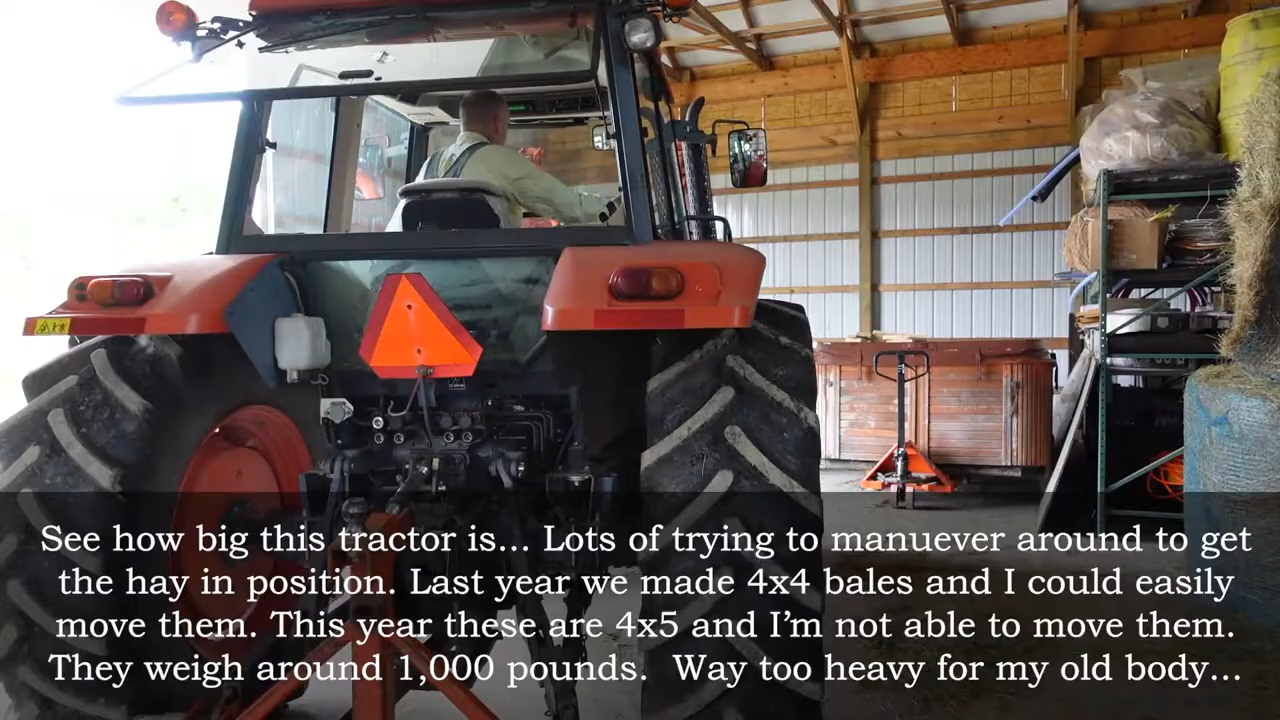 See how big this tractor is... Lots of trying to manuever around to get
the hay in position. Last year we made 4x4 bales and I could easily
move them. This year these are 4x5 and I'm not able to move them.
They weigh around 1,000 pounds. Way too heavy for my old body...